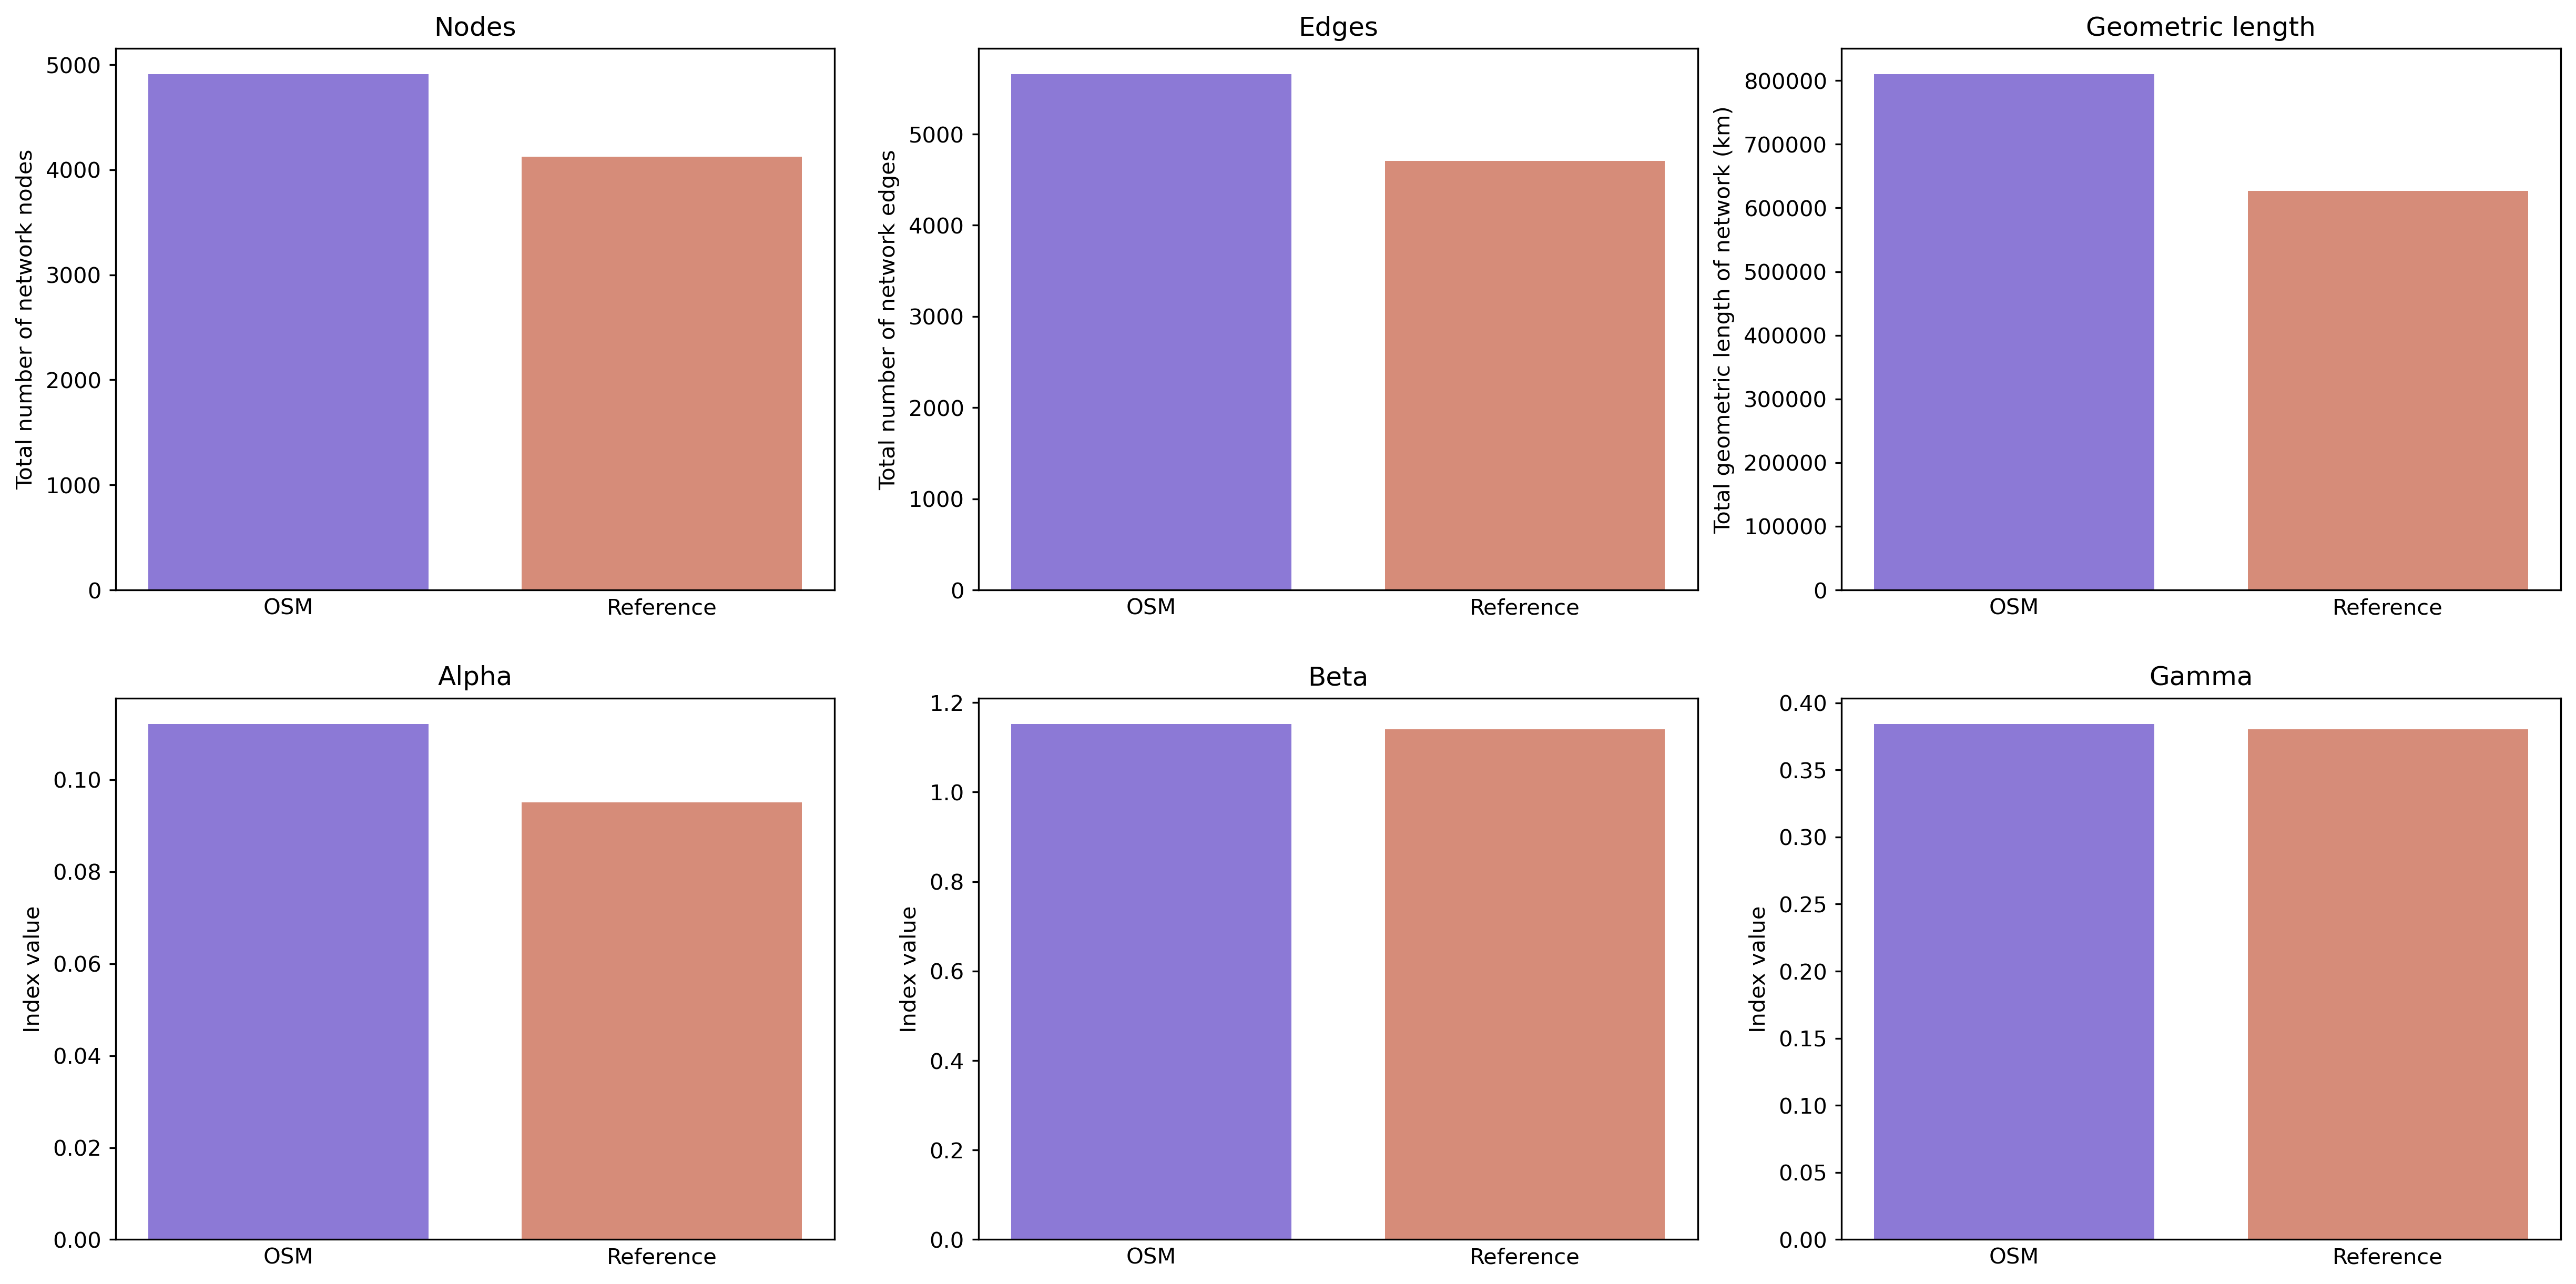 Nodes
Total number of network nodes
5000
4000
3000
2000
1000
0
OSM
Reference
Edges
Total number of network edges
5000
4000
3000
2000
1000
0
OSM
Reference
Geometric length
Total geometric length of network (km)
800000
700000
600000
500000
400000
300000
200000
100000
0
OSM
Reference
Alpha
Index value
0.10
0.08
0.06
0.04
0.02
0.00
OSM
Reference
Beta
Index value
1.2
1.0
0.8
0.6
0.4
0.2
0.0
OSM
Reference
Gamma
Index value
0.40
0.35
0.30
0.25
0.20
0.15
0.10
0.05
0.00
OSM
Reference